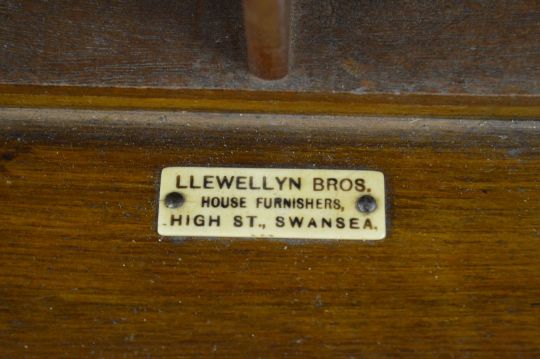 LLEWELLYN BROS.
HOUSE FURNISHERS,
HIGH ST., SWANSEA.